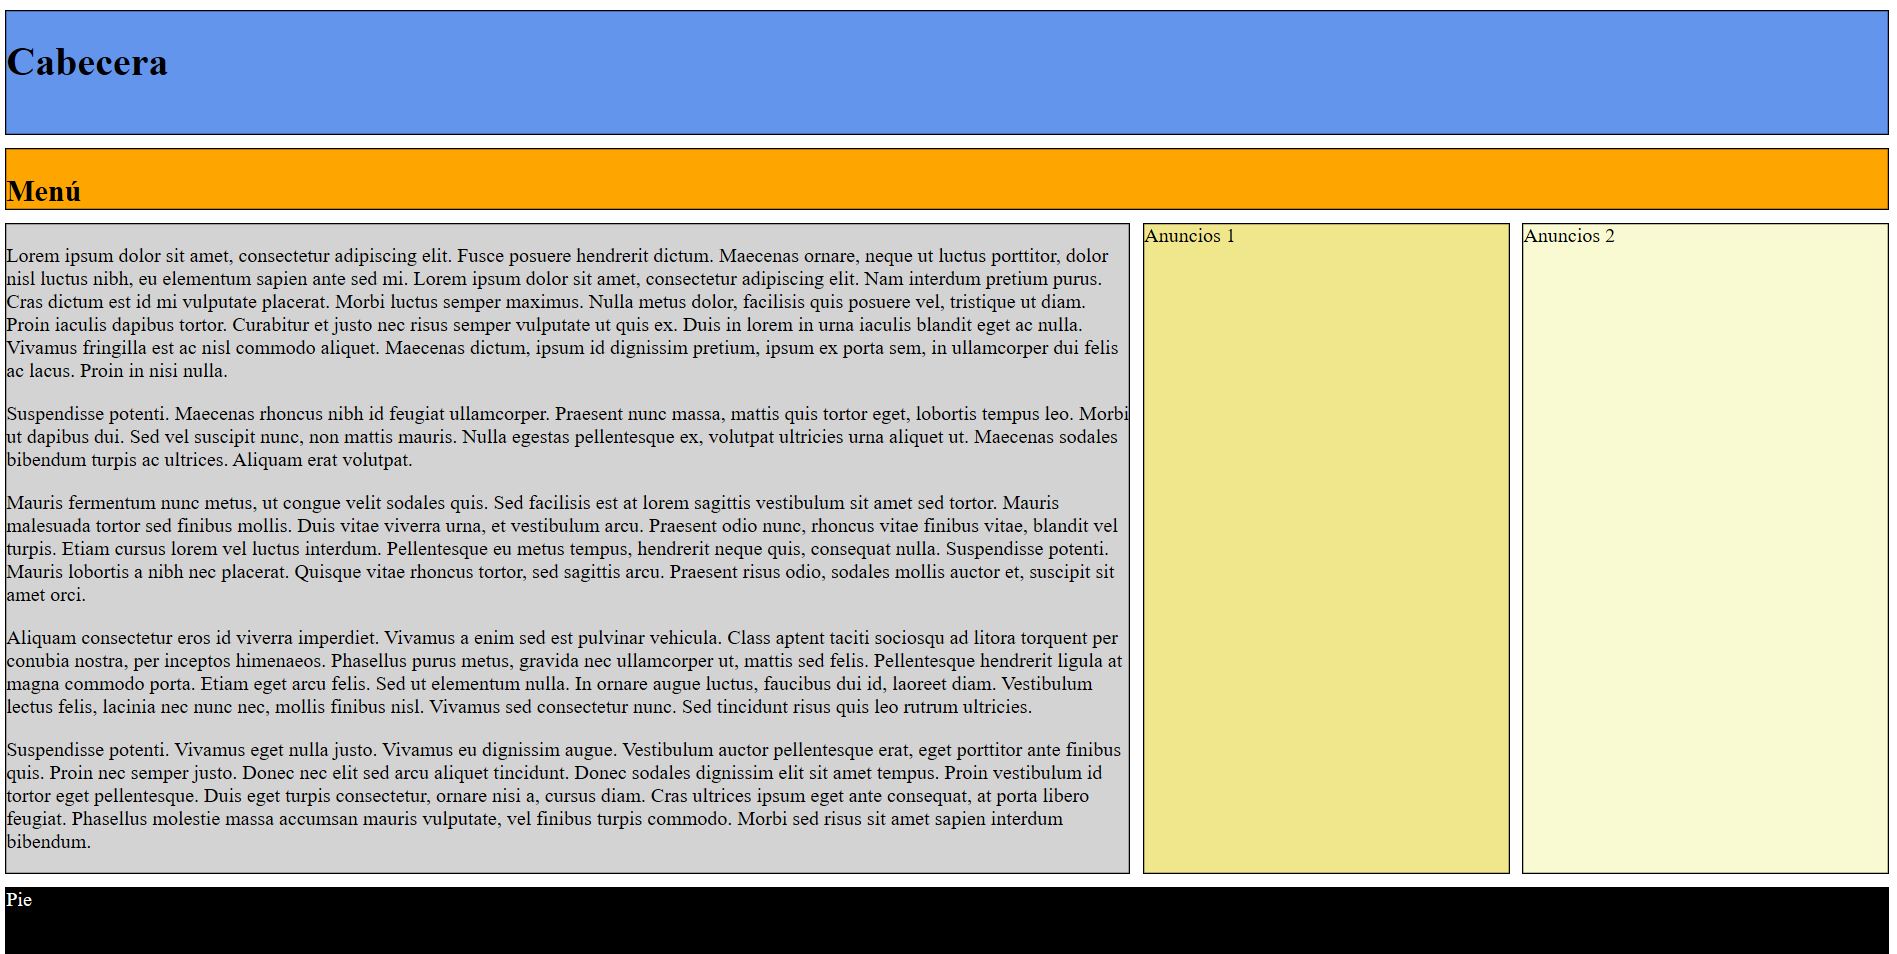 Cabecera
Menú
Lorem ipsum dolor sit amet, consectetur adipiscing elit. Fusce posuere hendrerit dictum. Maecenas ornare, neque ut luctus porttitor, dolor
nisl luctus nibh, eu elementum sapien ante sed mi. Lorem ipsum dolor sit amet, consectetur adipiscing elit. Nam interdum pretium purus.
Cras dictum est id mi vulputate placerat. Morbi luctus semper maximus. Nulla metus dolor, facilisis quis posuere vel, tristique ut diam.
Proin iaculis dapibus tortor. Curabitur et justo nec risus semper vulputate ut quis ex. Duis in lorem in urna iaculis blandit eget ac nulla.
Vivamus fringilla est ac nisl commodo aliquet. Maecenas dictum, ipsum id dignissim pretium, ipsum ex porta sem, in ullamcorper dui felis
ac lacus. Proin in nisi nulla.
Suspendisse potenti. Maecenas rhoncus nibh id feugiat ullamcorper. Praesent nunc massa, mattis quis tortor eget, lobortis tempus leo. Morbi
ut dapibus dui. Sed vel suscipit nunc, non mattis mauris. Nulla egestas pellentesque ex, volutpat ultricies urna aliquet ut. Maecenas sodales
bibendum turpis ac ultrices. Aliquam erat volutpat.
Mauris fermentum nunc metus, ut congue velit sodales quis. Sed facilisis est at lorem sagittis vestibulum sit amet sed tortor. Mauris
malesuada tortor sed finibus mollis. Duis vitae viverra urna, et vestibulum arcu. Praesent odio nunc, rhoncus vitae finibus vitae, blandit vel
turpis. Etiam cursus lorem vel luctus interdum. Pellentesque eu metus tempus, hendrerit neque quis, consequat nulla. Suspendisse potenti.
Mauris lobortis a nibh nec placerat. Quisque vitae rhoncus tortor, sed sagittis arcu. Praesent risus odio, sodales mollis auctor et, suscipit sit
amet orci.
Aliquam consectetur eros id viverra imperdiet. Vivamus a enim sed est pulvinar vehicula. Class aptent taciti sociosqu ad litora torquent per
conubia nostra, per inceptos himenaeos. Phasellus purus metus, gravida nec ullamcorper ut, mattis sed felis. Pellentesque hendrerit ligula at
magna commodo porta. Etiam eget arcu felis. Sed ut elementum nulla. In ornare augue luctus, faucibus dui id, laoreet diam. Vestibulum
lectus felis, lacinia nec nunc nec, mollis finibus nisl. Vivamus sed consectetur nunc. Sed tincidunt risus quis leo rutrum ultricies.
Suspendisse potenti. Vivamus eget nulla justo. Vivamus eu dignissim augue. Vestibulum auctor pellentesque erat, eget porttitor ante finibus
quis. Proin nec semper justo. Donec nec elit sed arcu aliquet tincidunt. Donec sodales dignissim elit sit amet tempus. Proin vestibulum id
tortor eget pellentesque. Duis eget turpis consectetur, ornare nisi a, cursus diam. Cras ultrices ipsum eget ante consequat, at porta libero
feugiat. Phasellus molestie massa accumsan mauris vulputate, vel finibus turpis commodo. Morbi sed risus sit amet sapien interdum
bibendum.
Anuncios 1
Anuncios 2
Pie